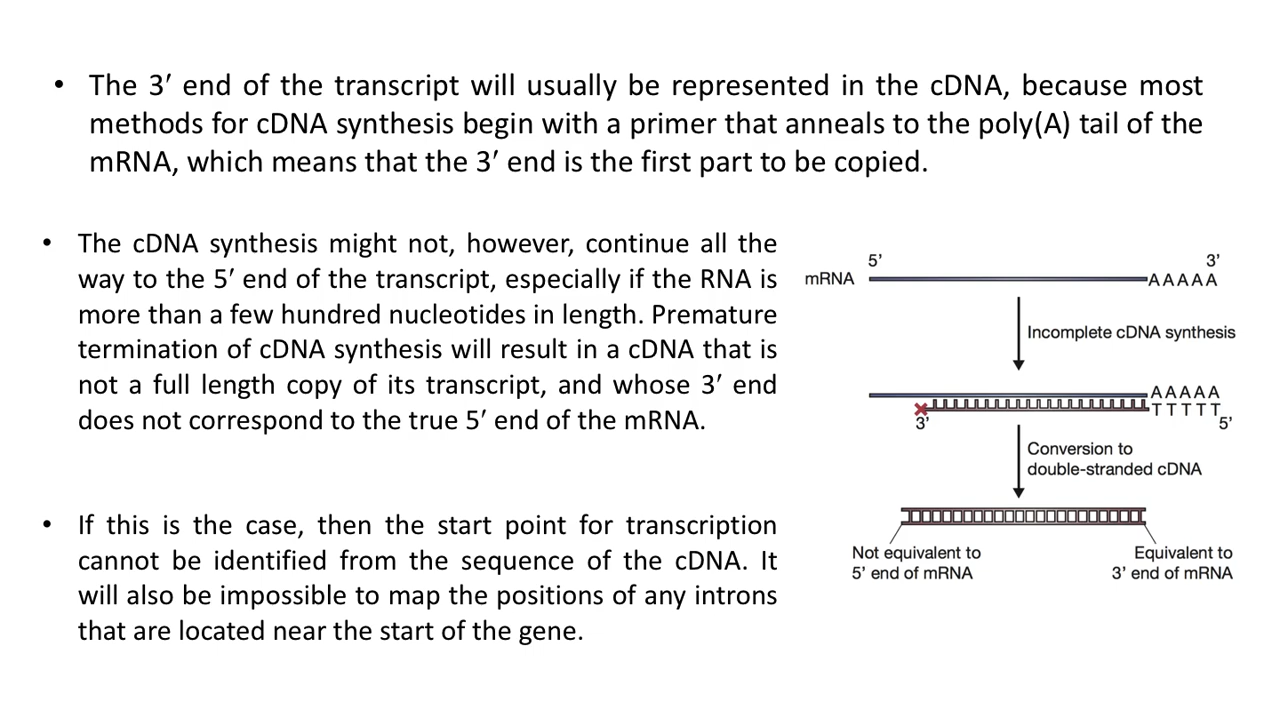 • The 3′ end of the transcript will usually be represented in the cDNA, because most
methods for cDNA synthesis begin with a primer that anneals to the poly(A) tail of the
mRNA, which means that the 3′ end is the first part to be copied.
• The cDNA synthesis might not, however, continue all the
way to the 5′ end of the transcript, especially if the RNA is
more than a few hundred nucleotides in length. Premature
termination of cDNA synthesis will result in a cDNA that is
not a full length copy of its transcript, and whose 3′ end
does not correspond to the true 5′ end of the mRNA.
• If this is the case, then the start point for transcription
cannot be identified from the sequence of the cDNA. It
will also be impossible to map the positions of any introns
that are located near the start of the gene.
5’ 3’
mRNA AAAAA
Incomplete cDNA synthesis
AAAAA
TTTTT
3’ 5’
Conversion to
double-stranded cDNA
Not equivalent to
5’ end of mRNA
Equivalent to
3’ end of mRNA